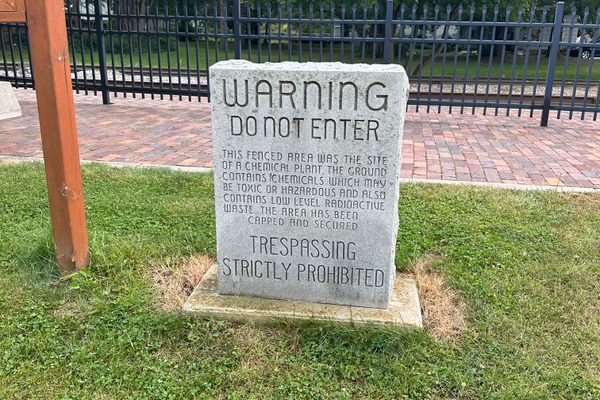 WARNING
DO NOT ENTER
THIS FENCED AREA WAS THE SITE
OF A CHEMICAL PLANT, THE GROUND
CONTAINS CHEMICALS WHICH MAY
BE TOXIC OR HAZARDOUS AND ALSO
CONTAINS LOW LEVEL RADIOACTIVE
WASTE. THE AREA HAS BEEN
CAPPED AND SECURED
TRESPASSING
STRICTLY PROHIBITED